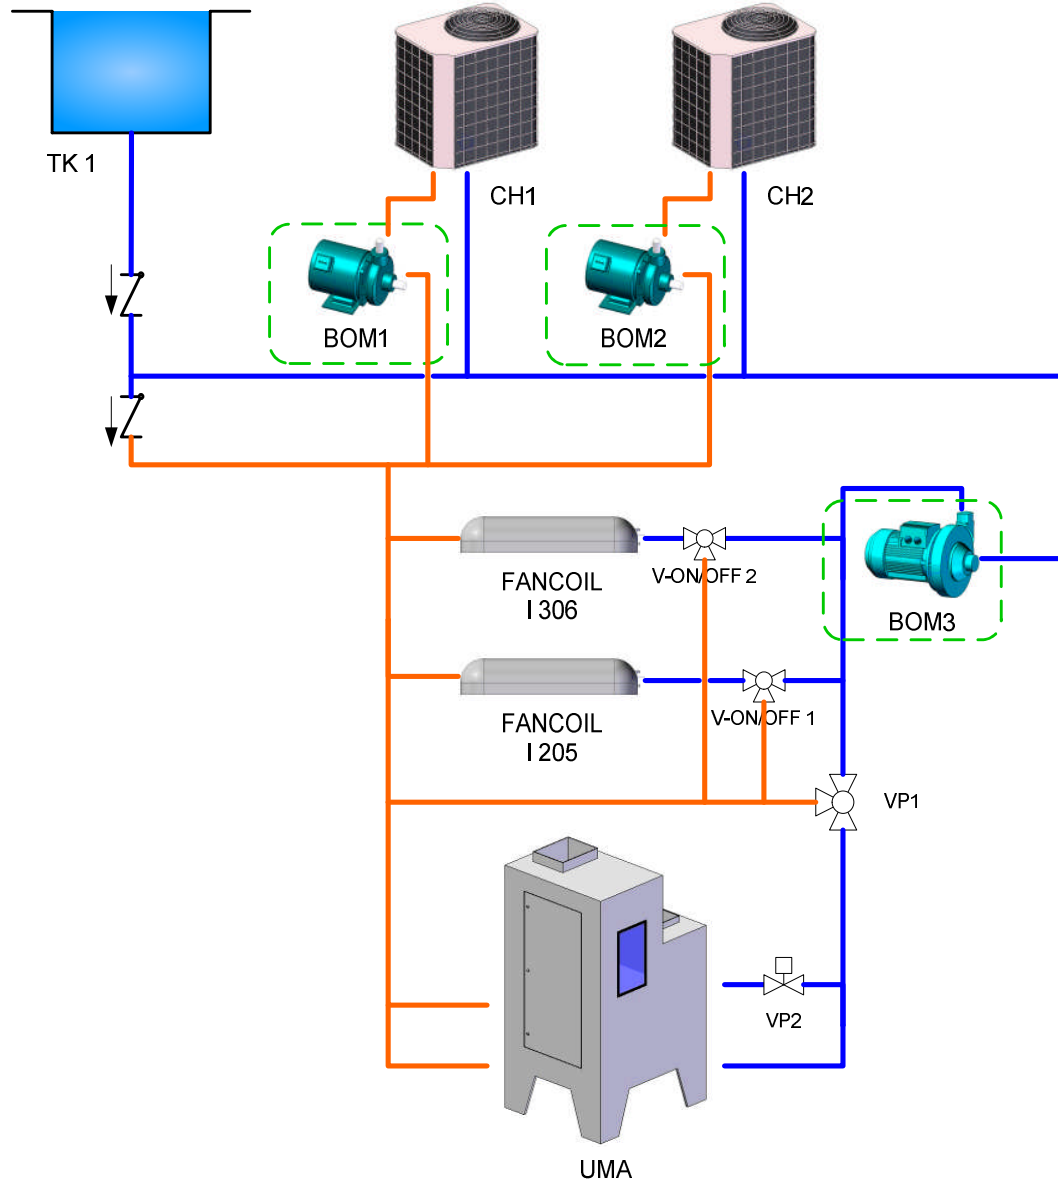 TK 1
CH1
CH2
BOM1
BOM2
FANCOIL
I 306
V-ON/OFF 2
BOM3
FANCOIL
I 205
V-ON/OFF 1
VP1
VP2
UMA